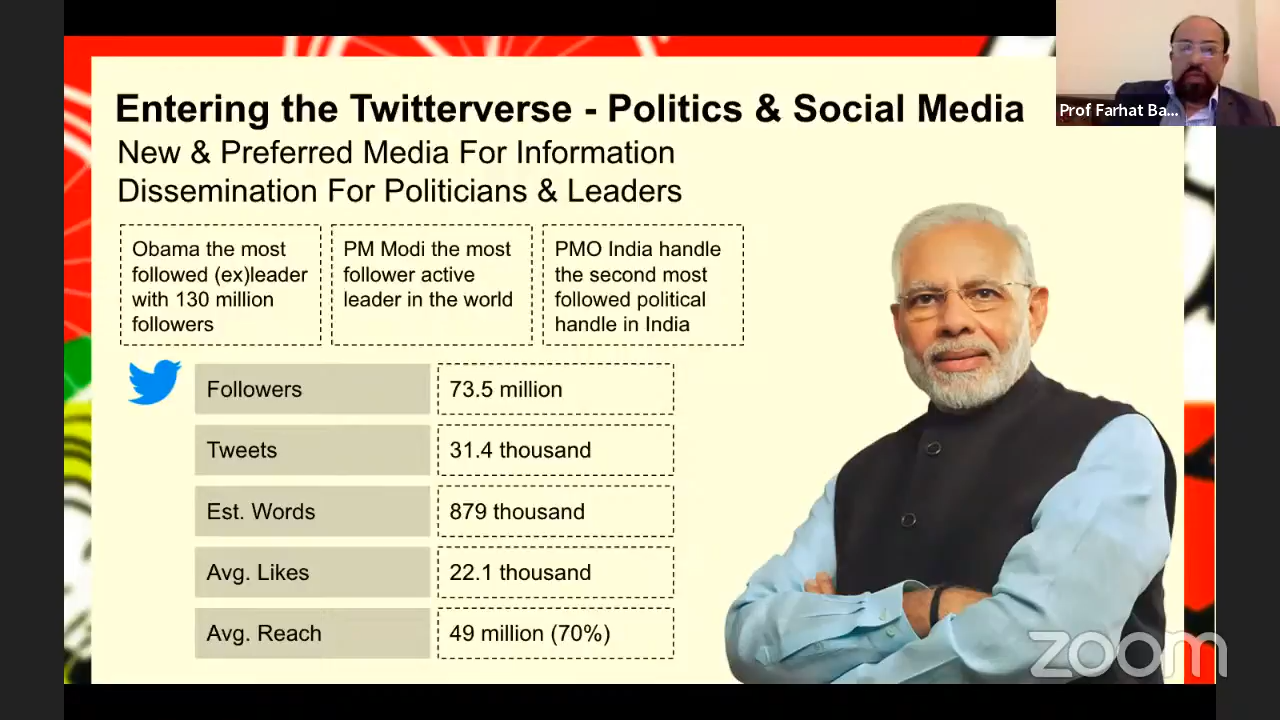 Entering the Twitterverse - Politics & Social Media
New & Preferred Media For Information
Dissemination For Politicians & Leaders
Prof Farhat Ba...
Obama the most
followed (ex)leader
with 130 million
followers
PM Modi the most
follower active
leader in the world
PMO India handle
the second most
followed political
handle in India
Followers 73.5 million
Tweets 31.4 thousand
Est. Words 879 thousand
Avg. Likes 22.1 thousand
Avg. Reach 49 million (70%)
zoom